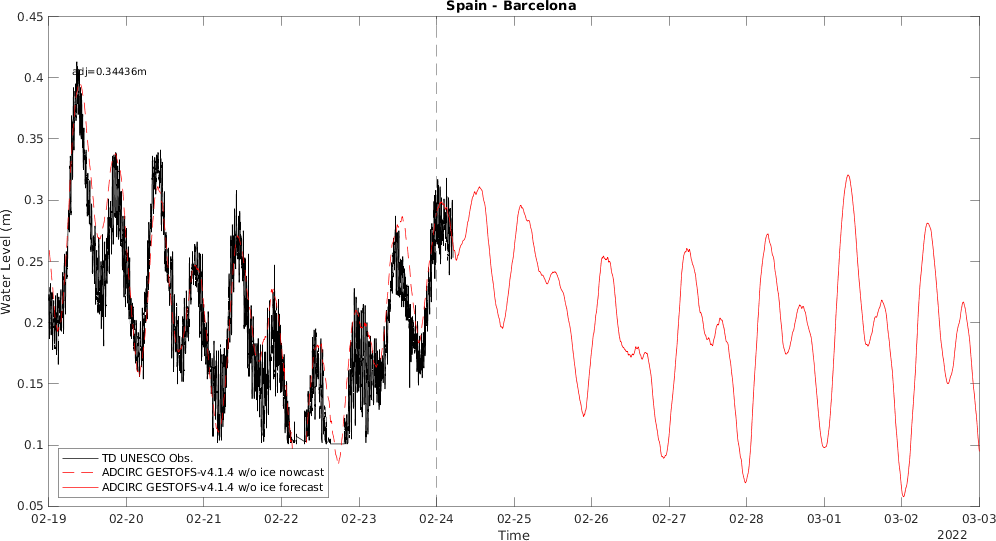 Spain - Barcelona
0.45
adj=0.34436m
0.4
0.35
0.3
0.25
0.2
0.15
0.1
0.05
Water Level (m)
TD UNESCO Obs.
ADCIRC GESTOFS-v4.1.4 w/o ice nowcast
ADCIRC GESTOFS-v4.1.4 w/o ice forecast
02-19 02-20 02-21 02-22 02-23 02-24 02-25 02-26 02-27 02-28 03-01 03-02 03-03
Time
2022